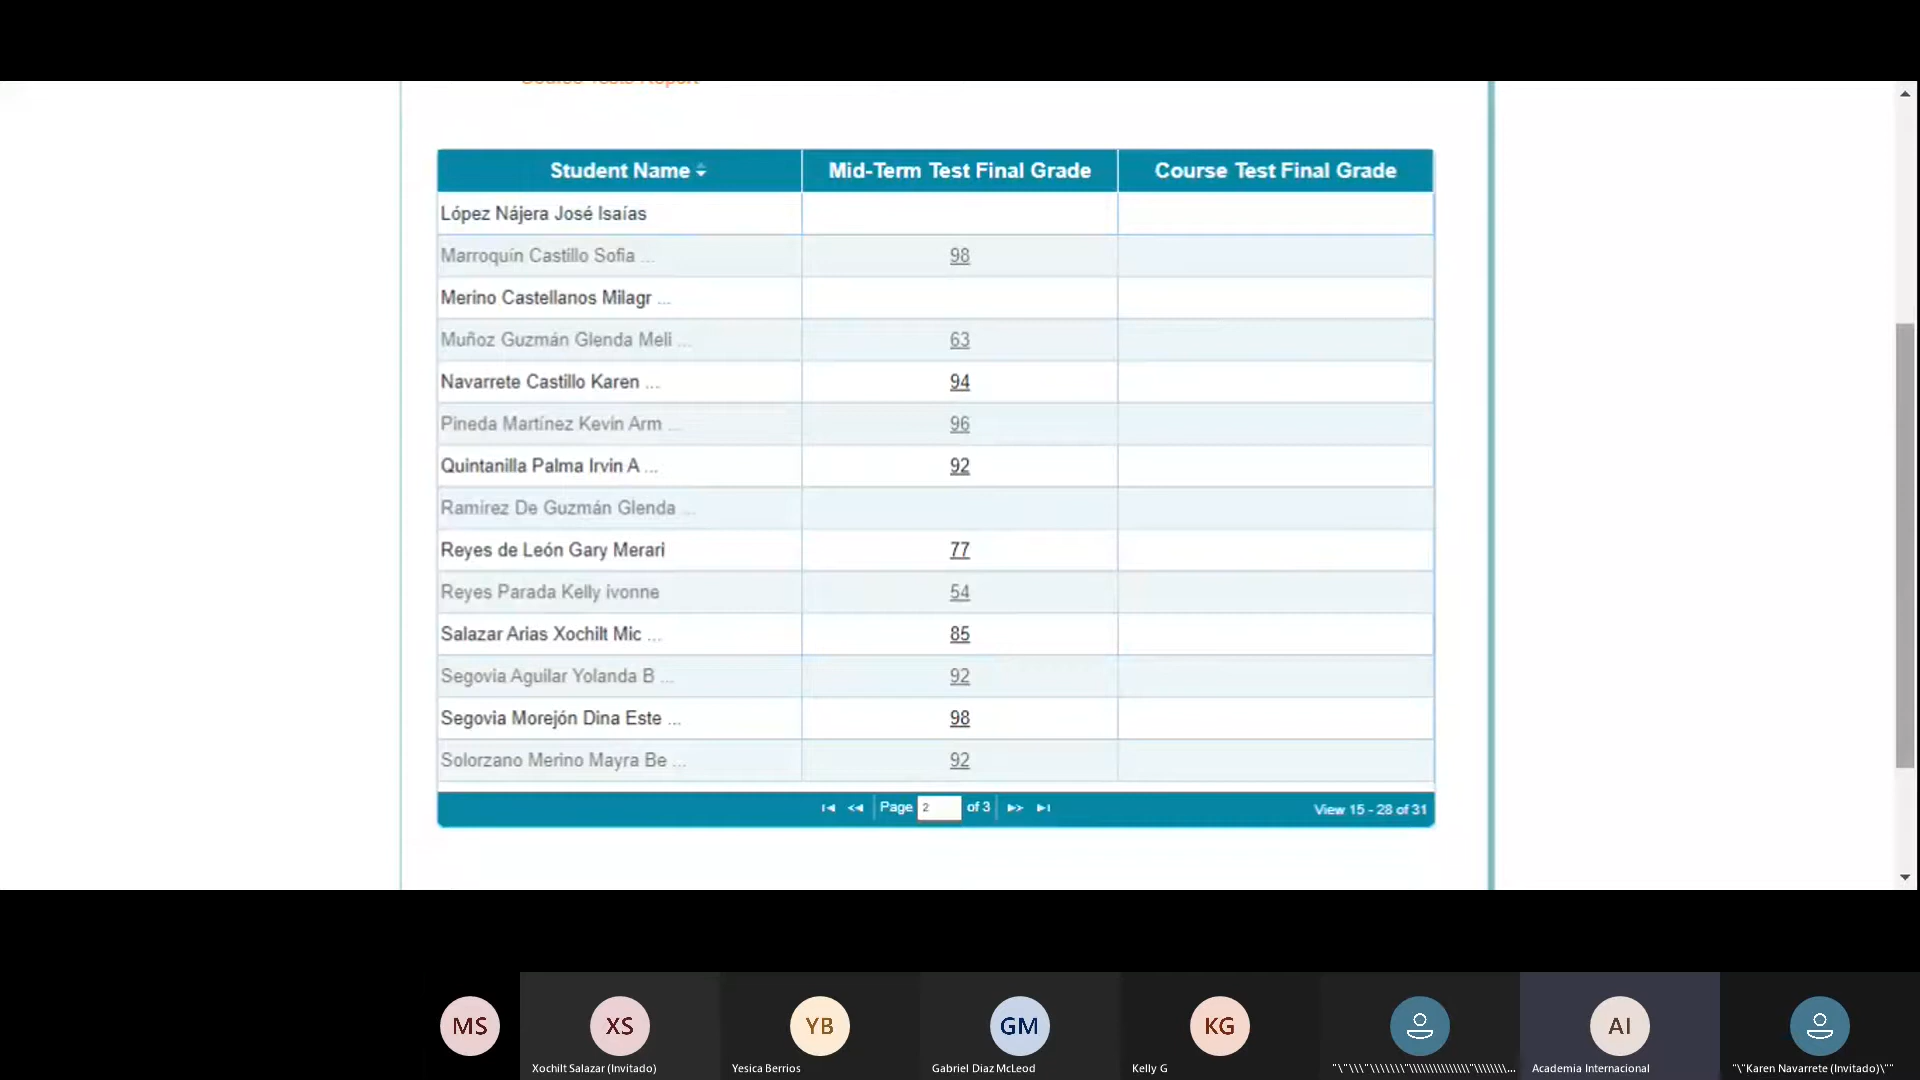 Course Tests Report
Student Name Mid-Term Test Final Grade Course Test Final Grade
López Nájera José Isaías
Marroquín Castillo Sofia ... 98
Merino Castellanos Milagr ...
Muñoz Guzmán Glenda Meli ... 63
Navarrete Castillo Karen ... 94
Pineda Martínez Kevin Arm ... 96
Quintanilla Palma Irvin A ... 92
Ramírez De Guzmán Glenda ...
Reyes de León Gary Merari 77
Reyes Parada Kelly ivonne 54
Salazar Arias Xochilt Mic ... 85
Segovia Aguilar Yolanda B ... 92
Segovia Morejón Dina Este ... 98
Solorzano Merino Mayra Be ... 92
Page 2 of 3 View 15 - 28 of 31
MS XS YB GM KG AI
Xochilt Salazar (Invitado) Yesica Berrios Gabriel Diaz McLeod Kelly G "\"\\\"\\\\\\\"\\\\\\\\\\\\\\\"\\\\\\\\... Academia Internacional "\"Karen Navarrete (Invitado)\""